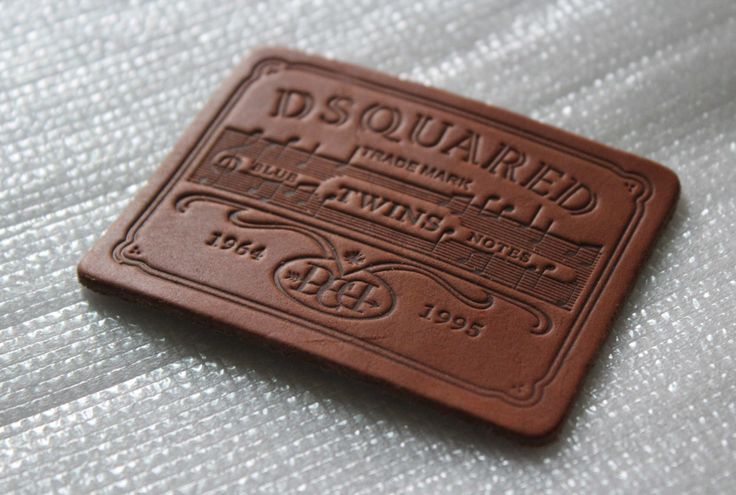 DSQUARED
TRADE MARK
BLUE TWINS NOTES
1964 1995